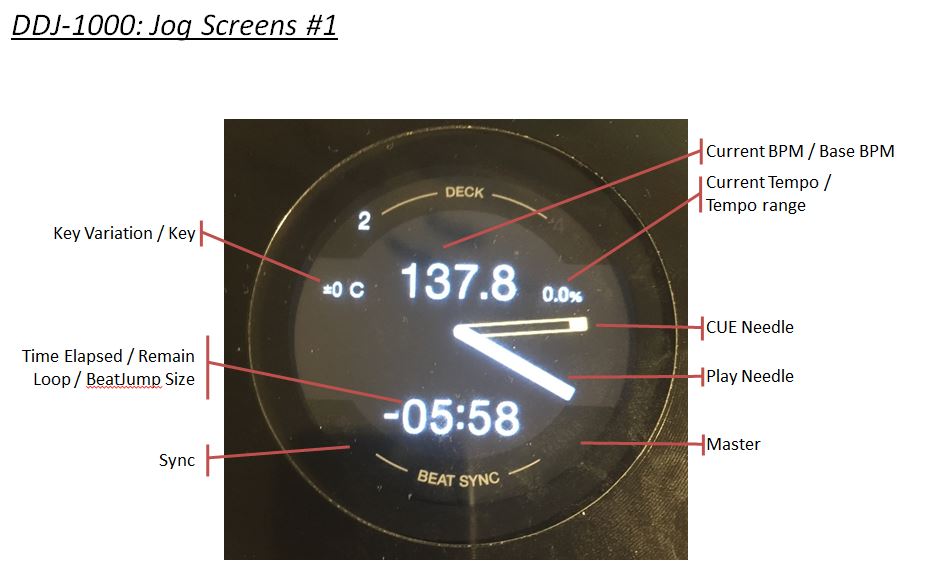 DDJ-1000: Jog Screens #1
Current BPM / Base BPM
Current Tempo /
Tempo range
Key Variation / Key
DECK
2
±0 C
137.8
0.0%
CUE Needle
Time Elapsed / Remain
Loop / BeatJump Size
Play Needle
-05:58
Master
Sync
BEAT SYNC